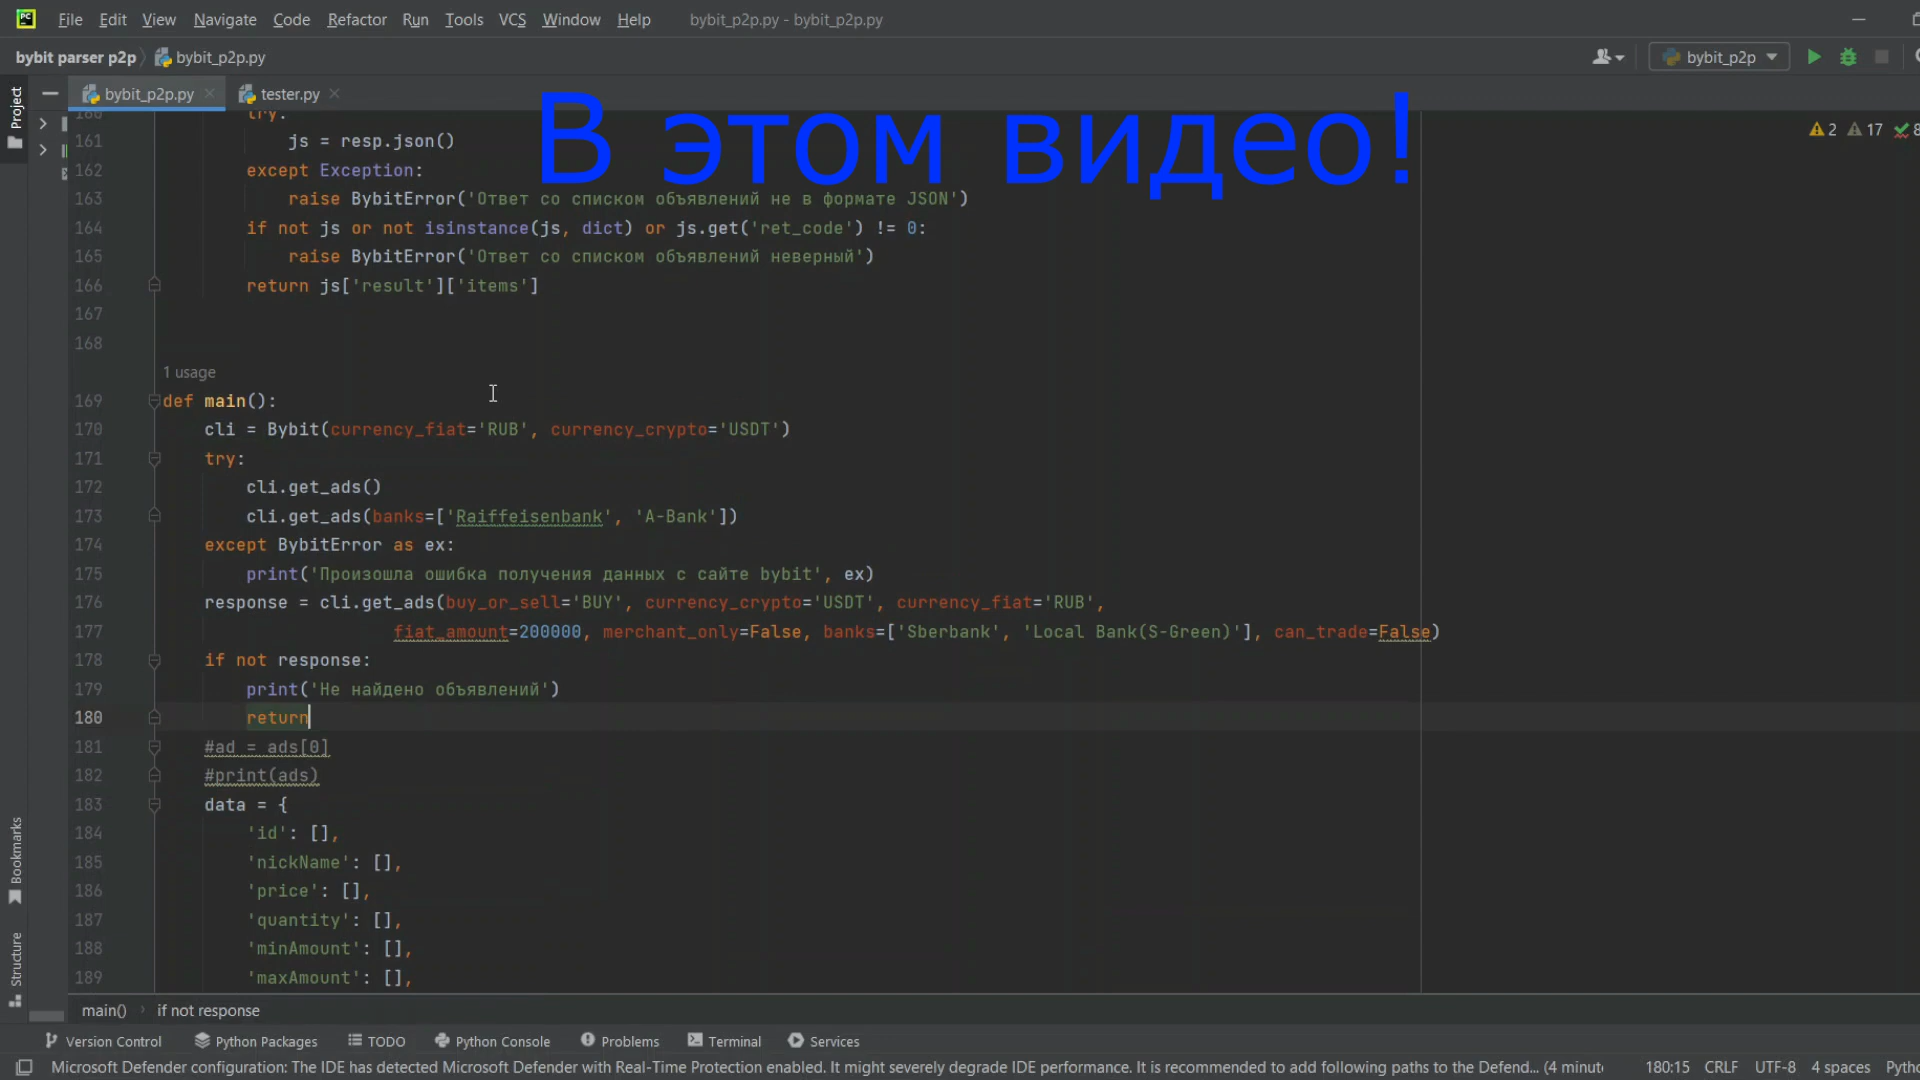 File Edit View Navigate Code Refactor Run Tools VCS Window Help bybit_p2p.py - bybit_p2p.py
bybit parser p2p bybit_p2p.py bybit_p2p
Project bybit_p2p.py tester.py
В этом видео!
2 17 8
160 try:
161 js = resp.json()
162 except Exception:
163 raise BybitError('Ответ со списком объявлений не в формате JSON')
164 if not js or not isinstance(js, dict) or js.get('ret_code') != 0:
165 raise BybitError('Ответ со списком объявлений неверный')
166 return js['result']['items']
167
168
1 usage
169 def main():
170 cli = Bybit(currency_fiat='RUB', currency_crypto='USDT')
171 try:
172 cli.get_ads()
173 cli.get_ads(banks=['Raiffeisenbank', 'A-Bank'])
174 except BybitError as ex:
175 print('Произошла ошибка получения данных с сайте bybit', ex)
176 response = cli.get_ads(buy_or_sell='BUY', currency_crypto='USDT', currency_fiat='RUB',
177 fiat_amount=200000, merchant_only=False, banks=['Sberbank', 'Local Bank(S-Green)'], can_trade=False)
178 if not response:
179 print('Не найдено объявлений')
180 return
181 #ad = ads[0]
182 #print(ads)
183 data = {
184 'id': [],
185 'nickName': [],
186 'price': [],
187 'quantity': [],
188 'minAmount': [],
189 'maxAmount': [],
Bookmarks
Structure
main() if not response
Version Control Python Packages TODO Python Console Problems Terminal Services
Microsoft Defender configuration: The IDE has detected Microsoft Defender with Real-Time Protection enabled. It might severely degrade IDE performance. It is recommended to add following paths to the Defend... (4 minute 180:15 CRLF UTF-8 4 spaces Pytho